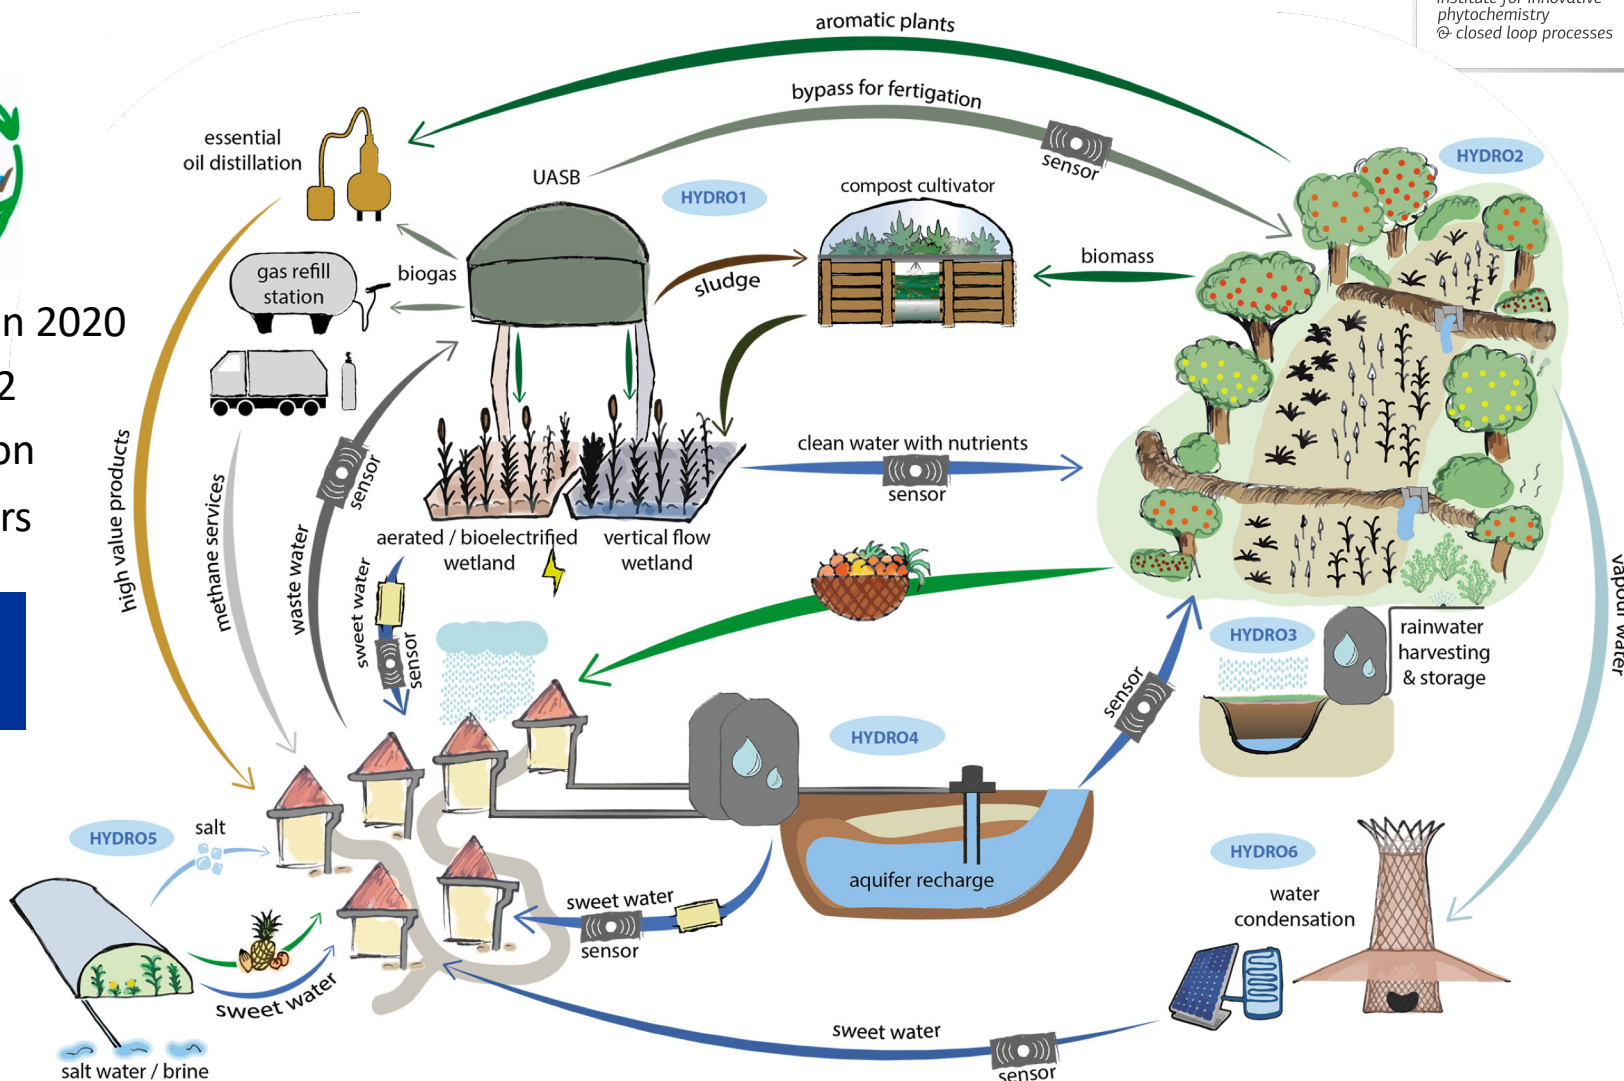 phytochemistry
& closed loop processes
aromatic plants
bypass for fertigation
sensor
essential
oil distillation
UASB
HYDRO1
compost cultivator
HYDRO2
gas refill
station
biogas
sludge
biomass
n 2020
2
on
rs
high value products
methane services
waste water
sensor
clean water with nutrients
sensor
aerated / bioelectrified
wetland
vertical flow
wetland
sweet water
sensor
HYDRO3
rainwater
harvesting
& storage
vapour water
sensor
HYDRO4
aquifer recharge
HYDRO5
salt
sweet water
sensor
HYDRO6
water
condensation
sweet water
salt water / brine
sweet water
sensor